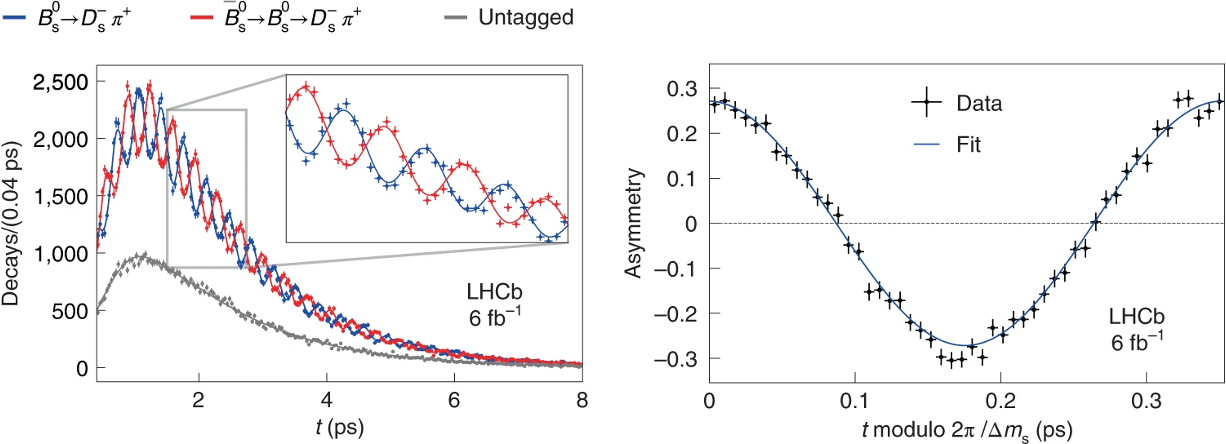 B⁰ₛ→D⁻ₛ π⁺
B̄⁰ₛ→B⁰ₛ→D⁻ₛ π⁺
Untagged
Decays/(0.04 ps)
2,500
2,000
1,500
1,000
500
0
LHCb
6 fb⁻¹
2
4
6
8
t (ps)
Asymmetry
0.3
0.2
0.1
0
–0.1
–0.2
–0.3
Data
Fit
LHCb
6 fb⁻¹
0
0.1
0.2
0.3
t modulo 2π /Δmₛ (ps)